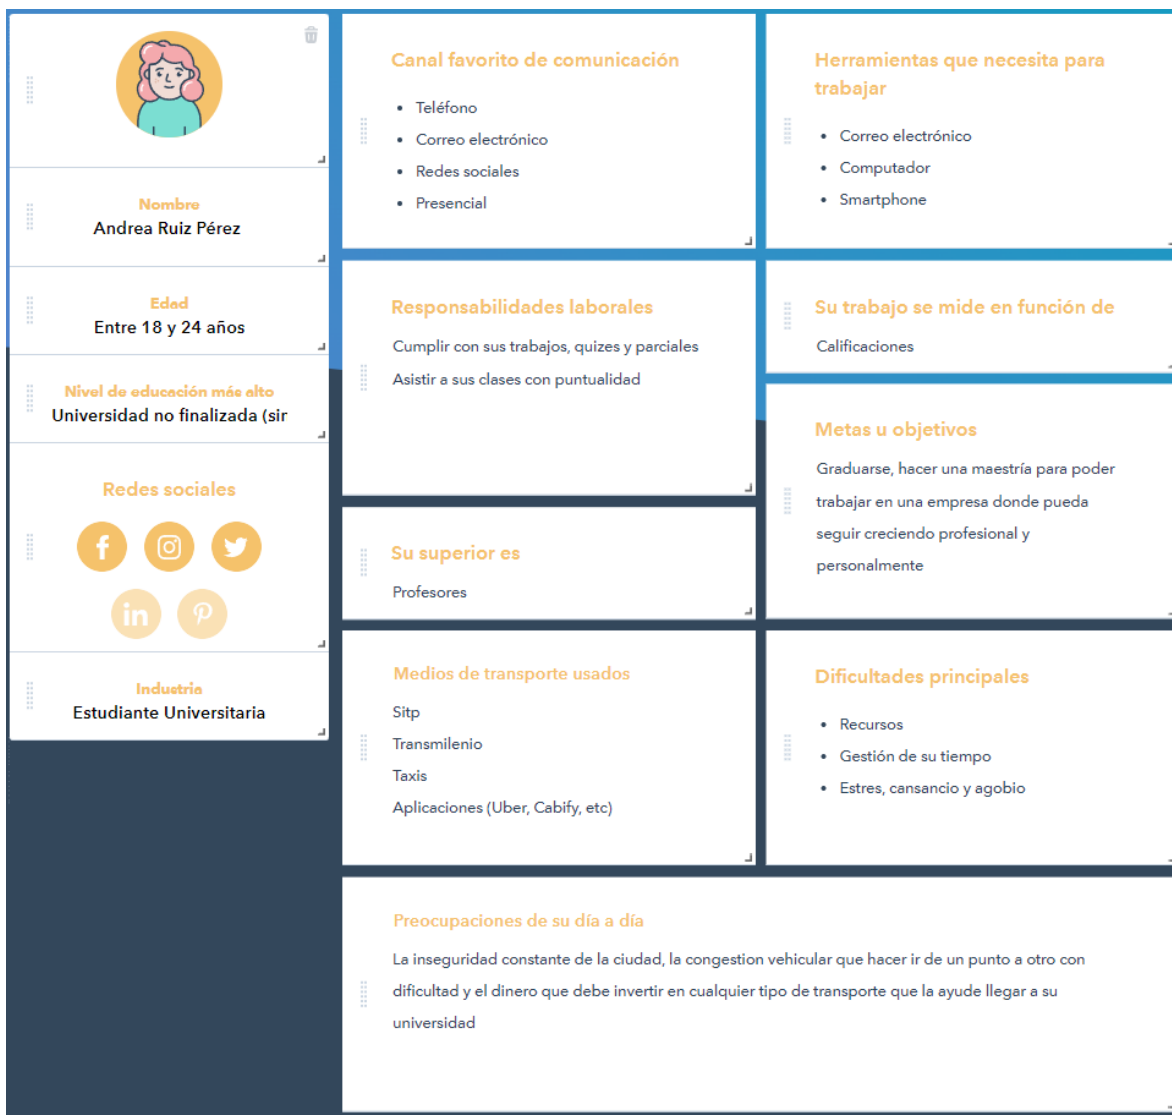 Nombre
Andrea Ruiz Pérez
Edad
Entre 18 y 24 años
Nivel de educación más alto
Universidad no finalizada (sir
Redes sociales
Industria
Estudiante Universitaria
Canal favorito de comunicación
• Teléfono
• Correo electrónico
• Redes sociales
• Presencial
Herramientas que necesita para
trabajar
• Correo electrónico
• Computador
• Smartphone
Responsabilidades laborales
Cumplir con sus trabajos, quizes y parciales
Asistir a sus clases con puntualidad
Su trabajo se mide en función de
Calificaciones
Metas u objetivos
Graduarse, hacer una maestría para poder
trabajar en una empresa donde pueda
seguir creciendo profesional y
personalmente
Su superior es
Profesores
Medios de transporte usados
Sitp
Transmilenio
Taxis
Aplicaciones (Uber, Cabify, etc)
Dificultades principales
• Recursos
• Gestión de su tiempo
• Estres, cansancio y agobio
Preocupaciones de su día a día
La inseguridad constante de la ciudad, la congestion vehicular que hacer ir de un punto a otro con
dificultad y el dinero que debe invertir en cualquier tipo de transporte que la ayude llegar a su
universidad